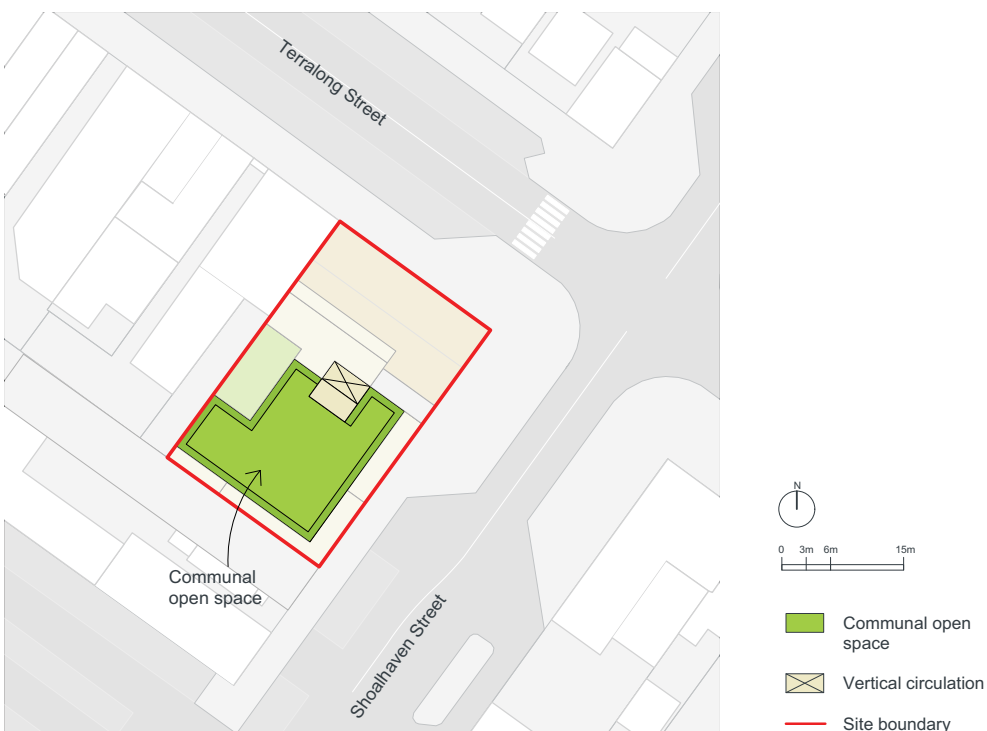 Terralong Street
Communal
open space
Shoalhaven Street
N
0 3m 6m 15m
Communal open
space
Vertical circulation
Site boundary